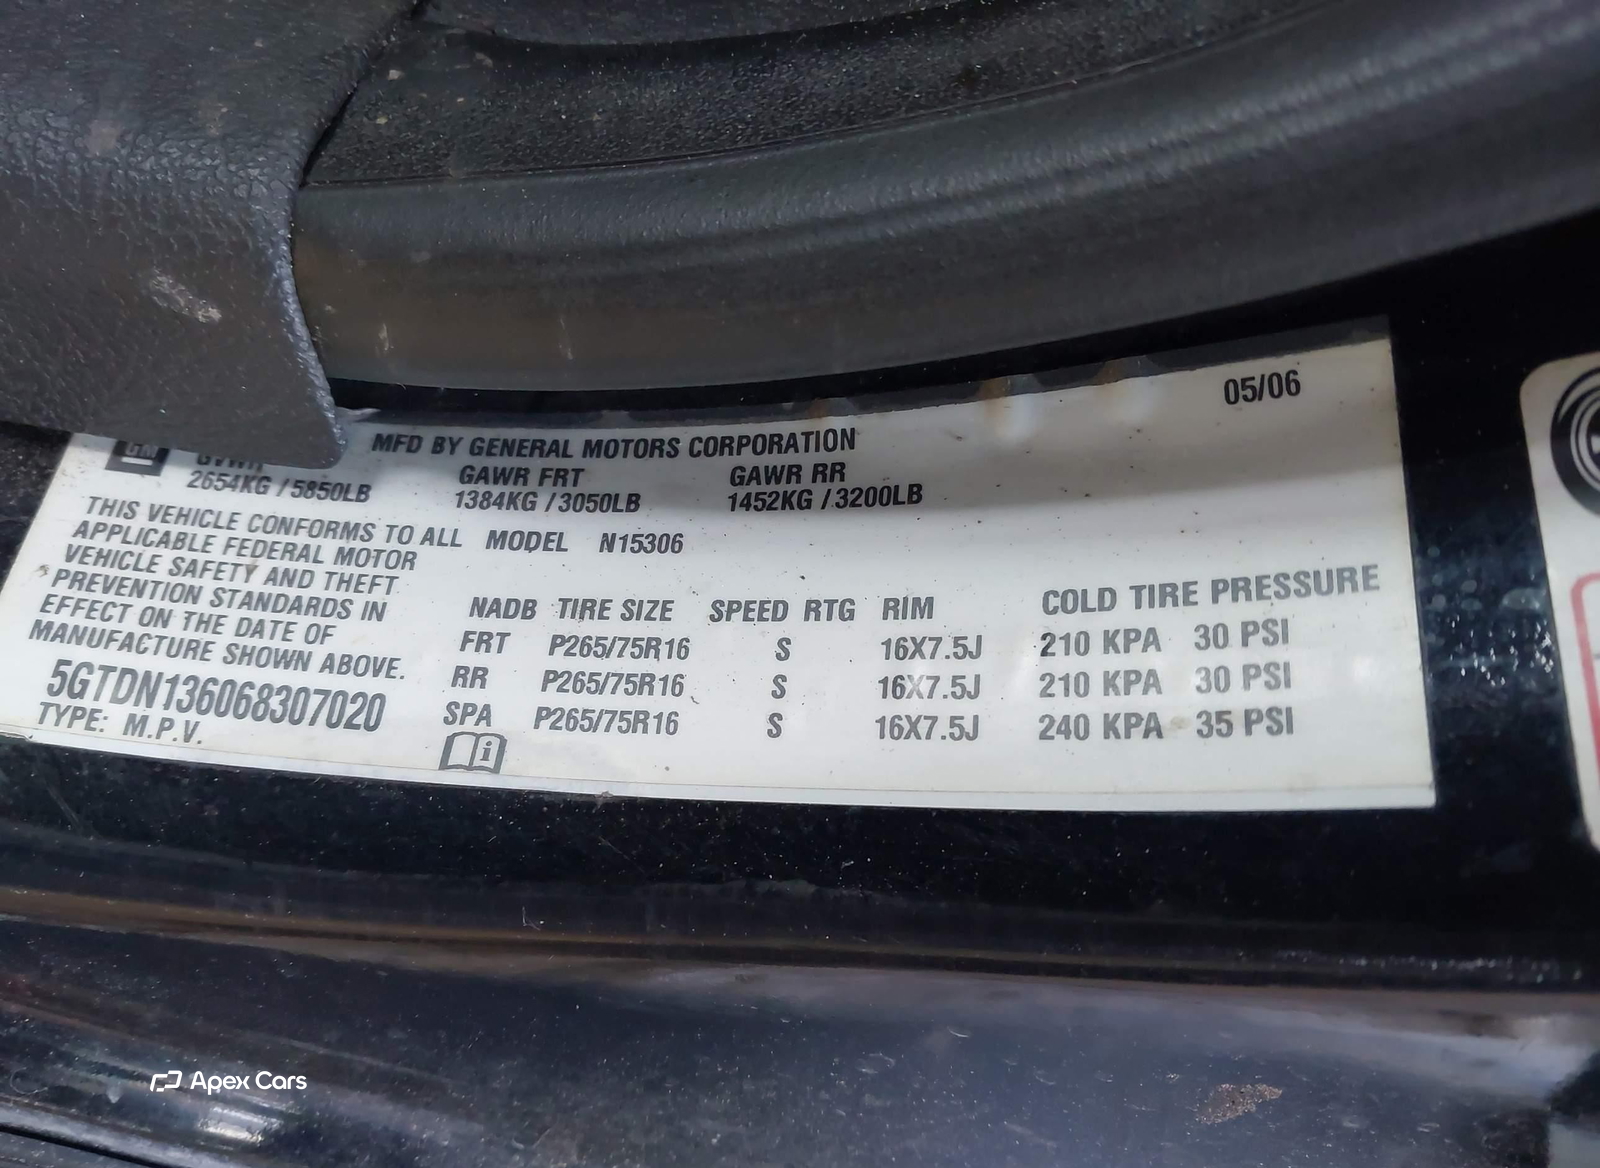 05/06
MFD BY GENERAL MOTORS CORPORATION
GM
GVWR GAWR FRT GAWR RR
2654KG / 5850LB 1384KG / 3050LB 1452KG / 3200LB
THIS VEHICLE CONFORMS TO ALL
APPLICABLE FEDERAL MOTOR
VEHICLE SAFETY AND THEFT
PREVENTION STANDARDS IN
EFFECT ON THE DATE OF
MANUFACTURE SHOWN ABOVE.
5GTDN136068307020
TYPE: M.P.V.
MODEL N15306
NADB TIRE SIZE SPEED RTG RIM COLD TIRE PRESSURE
FRT P265/75R16 S 16X7.5J 210 KPA 30 PSI
RR P265/75R16 S 16X7.5J 210 KPA 30 PSI
SPA P265/75R16 S 16X7.5J 240 KPA 35 PSI
i
Apex Cars